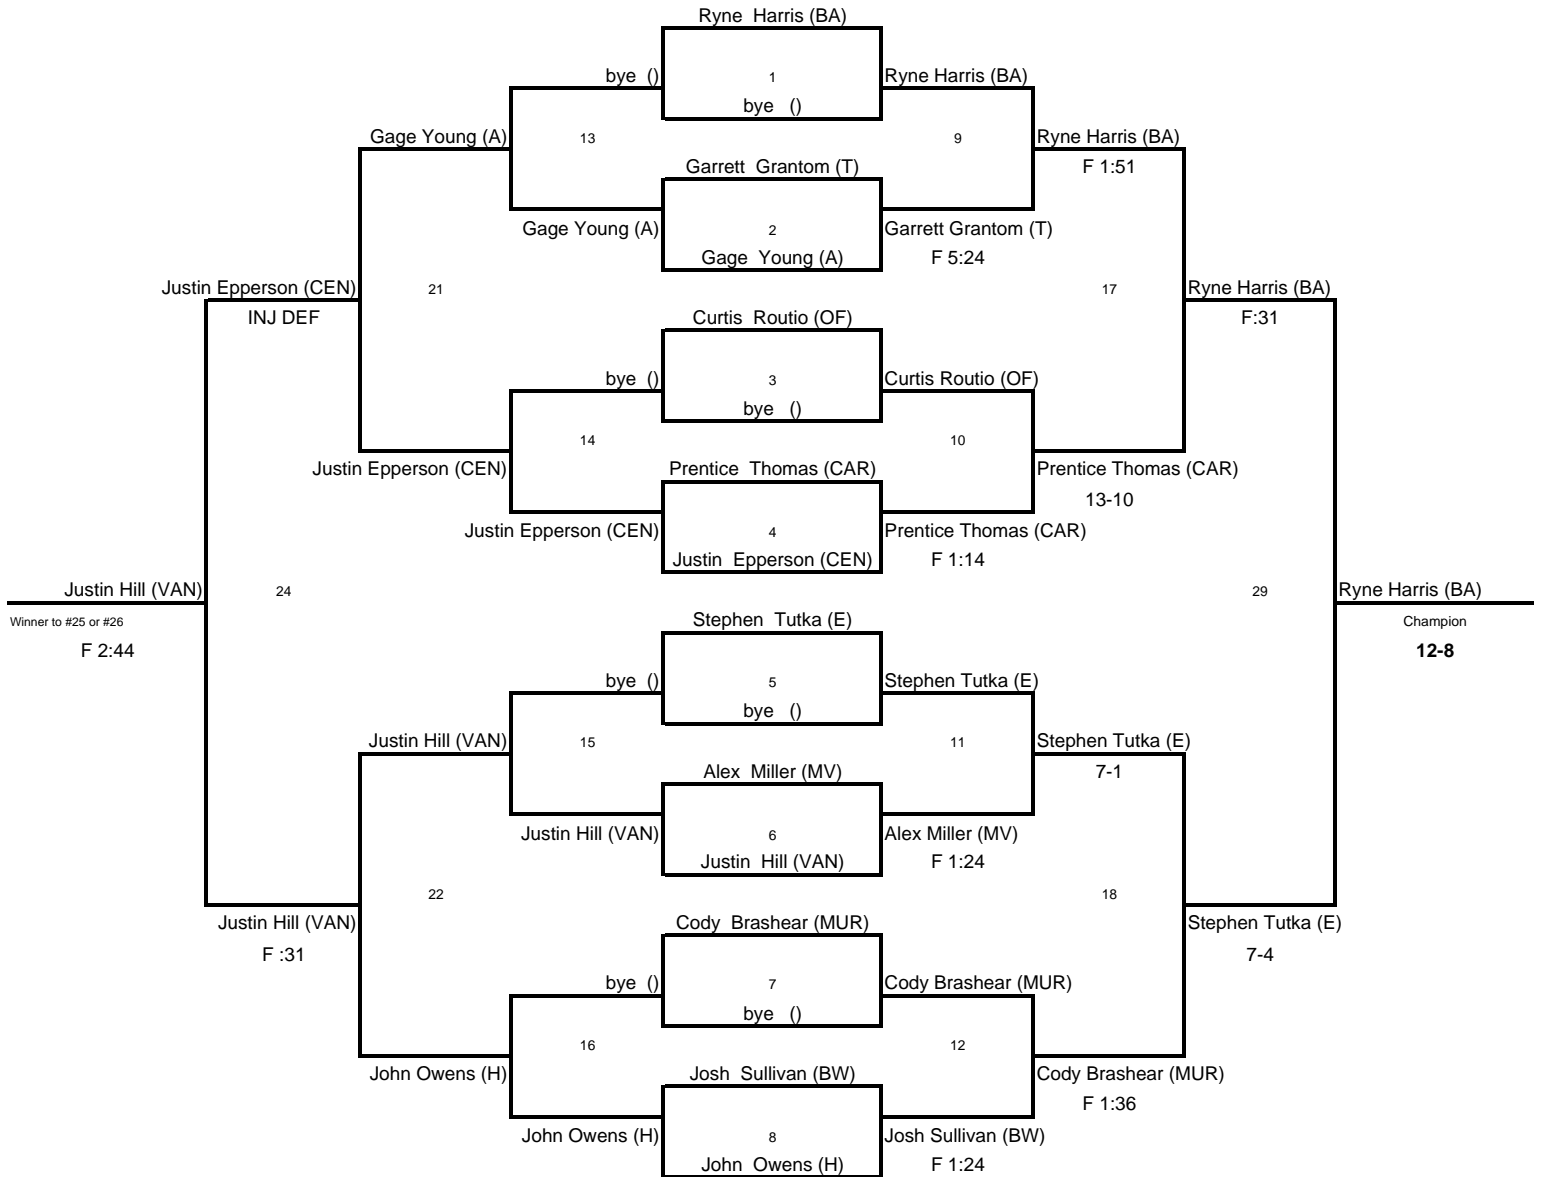 Ryne Harris (BA)
bye ()
1
Ryne Harris (BA)
bye ()
Gage Young (A)
13
9
Ryne Harris (BA)
Garrett Grantom (T)
F 1:51
Gage Young (A)
2
Garrett Grantom (T)
Gage Young (A)
F 5:24
Justin Epperson (CEN)
21
17
Ryne Harris (BA)
INJ DEF
Curtis Routio (OF)
F:31
bye ()
3
Curtis Routio (OF)
bye ()
14
10
Justin Epperson (CEN)
Prentice Thomas (CAR)
Prentice Thomas (CAR)
13-10
Justin Epperson (CEN)
4
Prentice Thomas (CAR)
Justin Epperson (CEN)
F 1:14
Justin Hill (VAN)
24
29
Ryne Harris (BA)
Winner to #25 or #26
Stephen Tutka (E)
Champion
F 2:44
12-8
bye ()
5
Stephen Tutka (E)
bye ()
Justin Hill (VAN)
15
11
Stephen Tutka (E)
Alex Miller (MV)
7-1
Justin Hill (VAN)
6
Alex Miller (MV)
Justin Hill (VAN)
F 1:24
22
18
Justin Hill (VAN)
Cody Brashear (MUR)
Stephen Tutka (E)
F :31
7-4
bye ()
7
Cody Brashear (MUR)
bye ()
16
12
John Owens (H)
Josh Sullivan (BW)
Cody Brashear (MUR)
F 1:36
John Owens (H)
8
Josh Sullivan (BW)
John Owens (H)
F 1:24